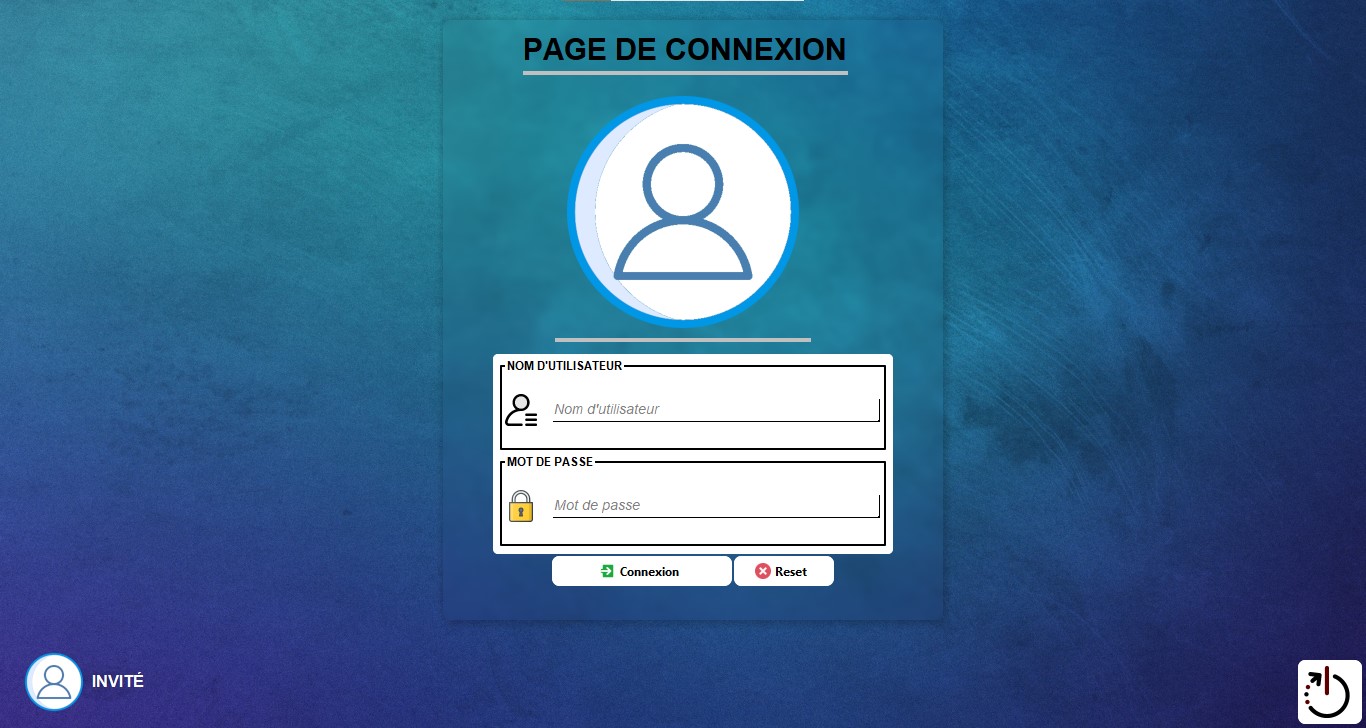 PAGE DE CONNEXION
NOM D'UTILISATEUR
Nom d'utilisateur
MOT DE PASSE
Mot de passe
Connexion
Reset
INVITÉ